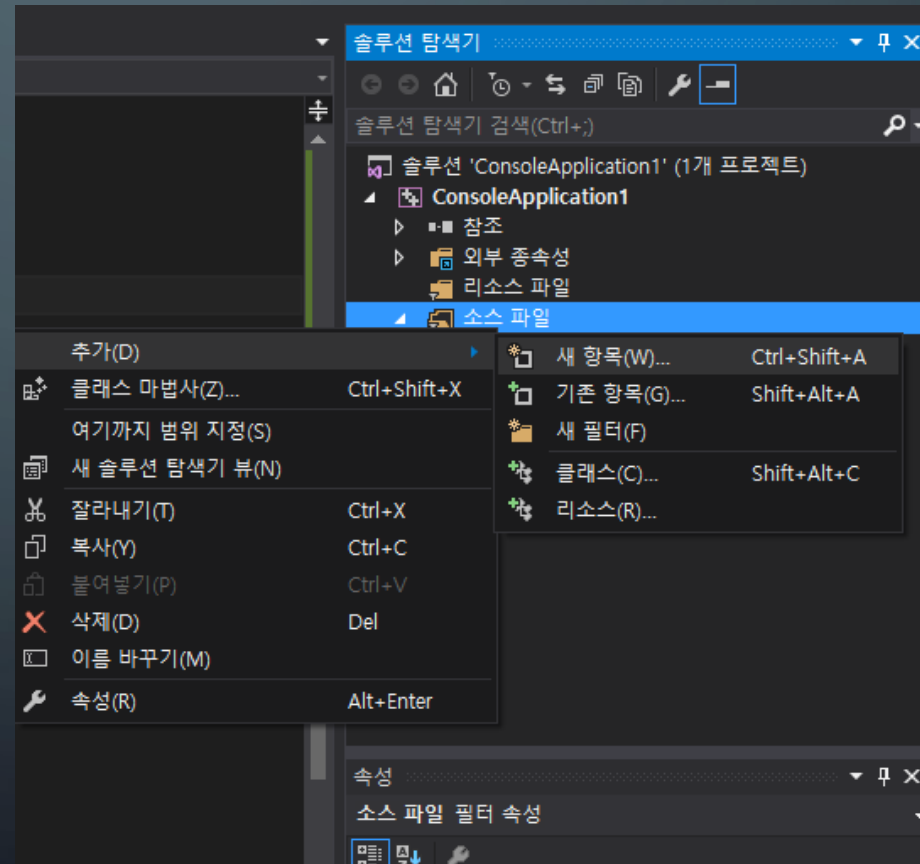 솔루션 탐색기
솔루션 탐색기 검색(Ctrl+;)
솔루션 'ConsoleApplication1' (1개 프로젝트)
ConsoleApplication1
참조
외부 종속성
리소스 파일
소스 파일
추가(D)
클래스 마법사(Z)... Ctrl+Shift+X
여기까지 범위 지정(S)
새 솔루션 탐색기 뷰(N)
잘라내기(T) Ctrl+X
복사(Y) Ctrl+C
붙여넣기(P) Ctrl+V
삭제(D) Del
이름 바꾸기(M)
속성(R) Alt+Enter
새 항목(W)... Ctrl+Shift+A
기존 항목(G)... Shift+Alt+A
새 필터(F)
클래스(C)... Shift+Alt+C
리소스(R)...
속성
소스 파일 필터 속성